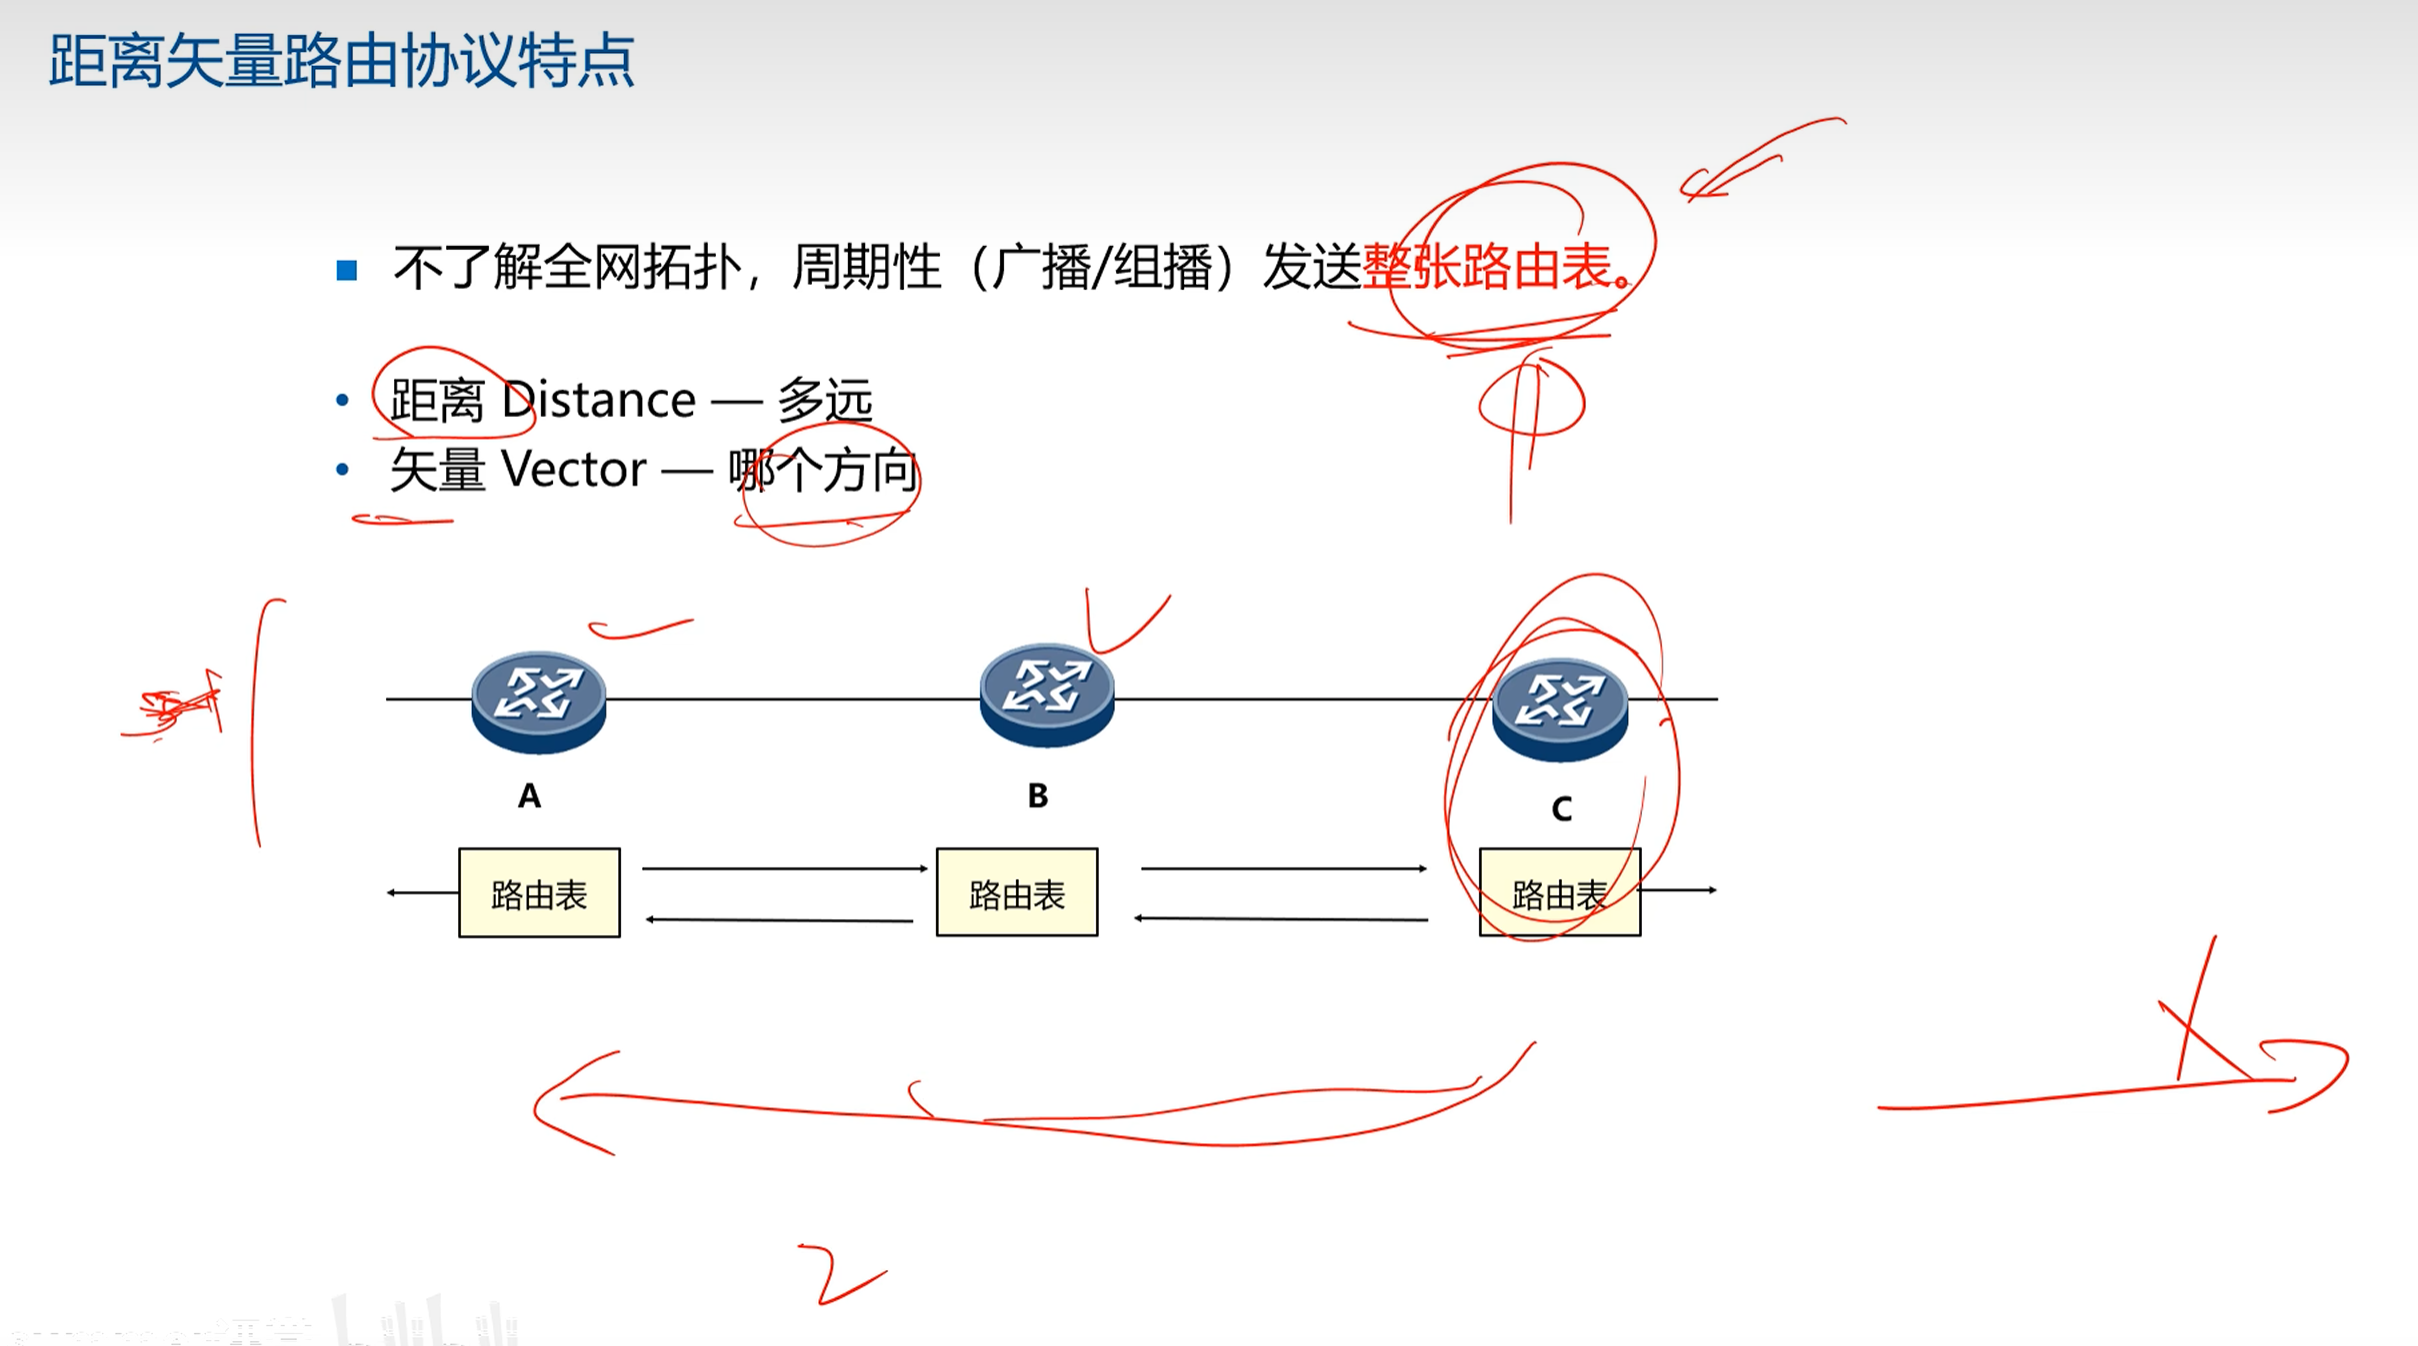 距离矢量路由协议特点
不了解全网拓扑，周期性（广播/组播）发送整张路由表。
距离 Distance — 多远
矢量 Vector — 哪个方向
A
B
C
路由表
路由表
路由表
2